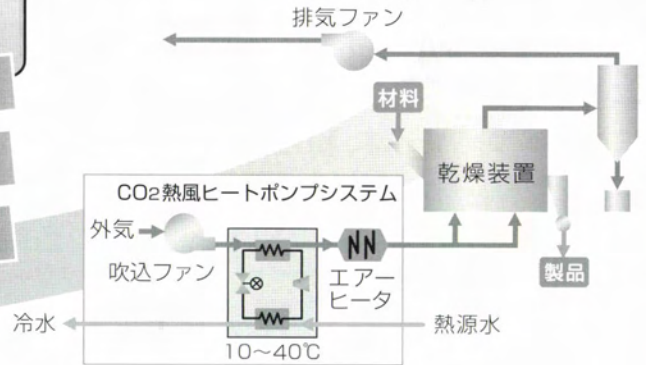 排気ファン
材料
乾燥装置
CO2熱風ヒートポンプシステム
外気
吹込ファン
エアー
ヒータ
製品
冷水
熱源水
10～40℃